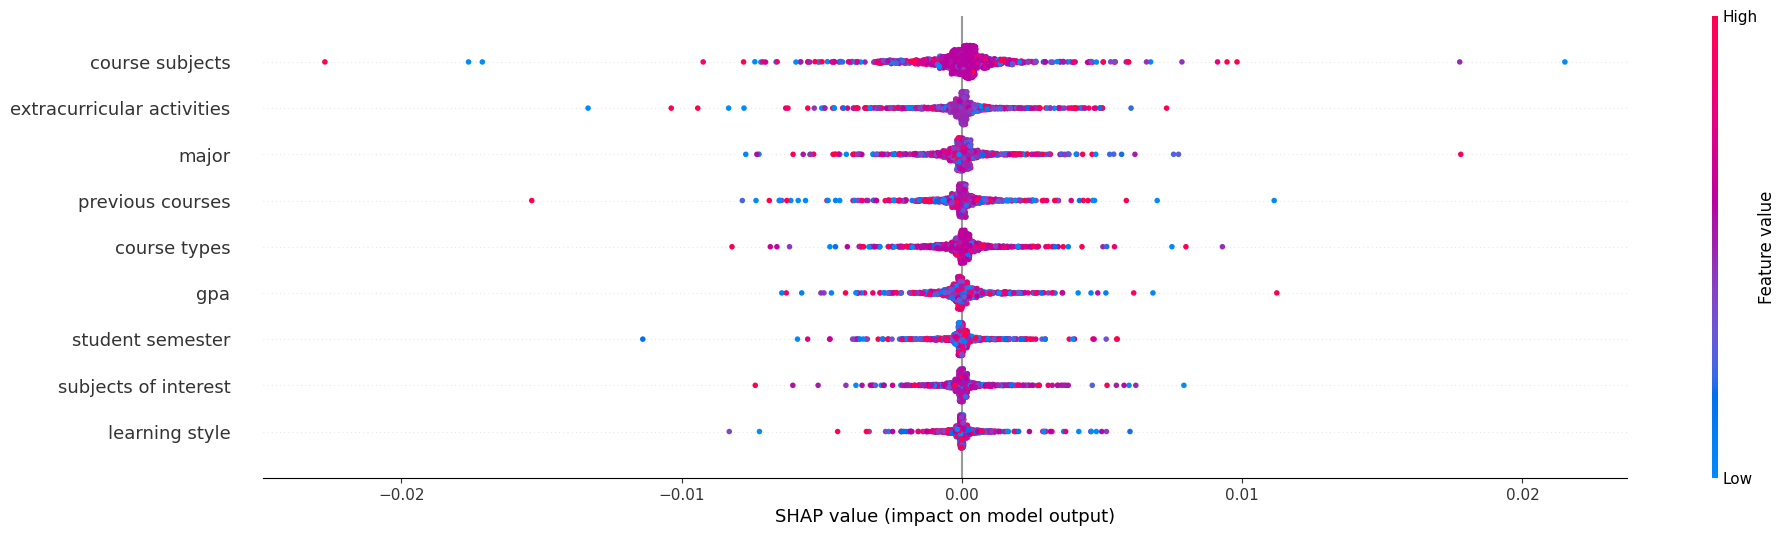 High
course subjects
extracurricular activities
major
previous courses
course types
gpa
student semester
subjects of interest
learning style
Feature value
Low
−0.02
−0.01
0.00
0.01
0.02
SHAP value (impact on model output)